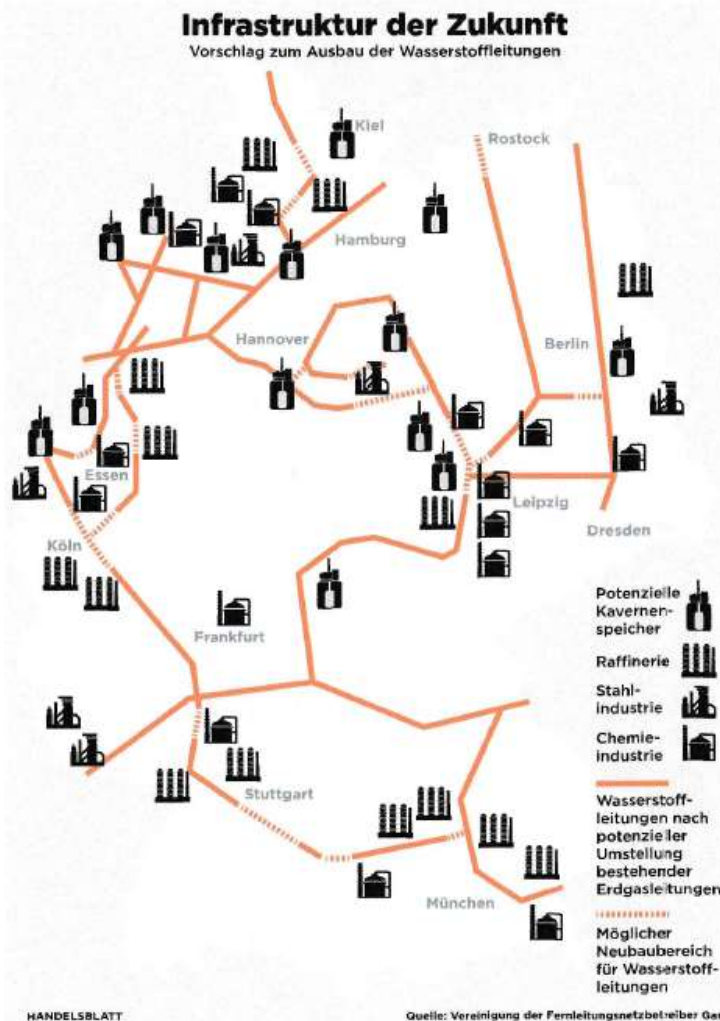 Infrastruktur der Zukunft
Vorschlag zum Ausbau der Wasserstoffleitungen
Kiel
Rostock
Hamburg
Hannover
Berlin
Essen
Leipzig
Dresden
Köln
Frankfurt
Stuttgart
München
Potenzielle
Kavernen-
speicher
Raffinerie
Stahl-
industrie
Chemie-
industrie
Wasserstoff-
leitungen nach
potenzieller
Umstellung
bestehender
Erdgasleitungen
Möglicher
Neubaubereich
für Wasserstoff-
leitungen
HANDELSBLATT
Quelle: Vereinigung der Fernleitungsnetzbetreiber Gas